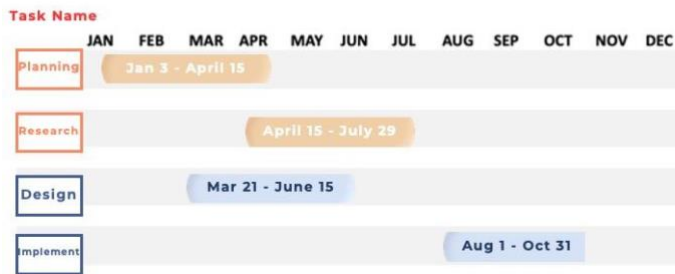 Task Name
JAN FEB MAR APR MAY JUN JUL AUG SEP OCT NOV DEC
Planning Jan 3 - April 15
Research April 15 - July 29
Design Mar 21 - June 15
Implement Aug 1 - Oct 31